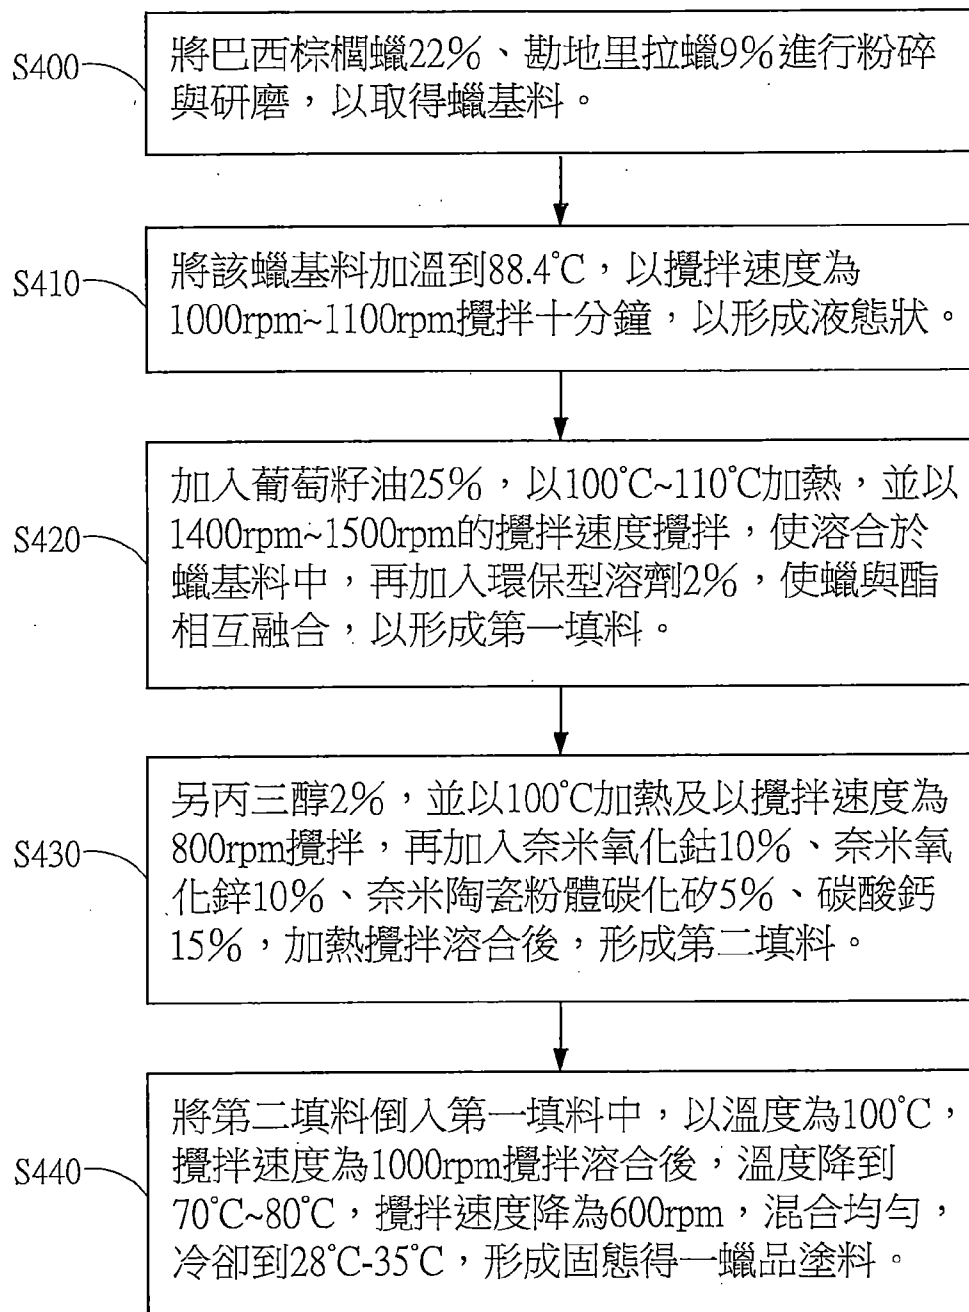 S400
將巴西棕櫚蠟22%、勘地里拉蠟9%進行粉碎
與研磨，以取得蠟基料。
S410
將該蠟基料加溫到88.4°C，以攪拌速度為
1000rpm~1100rpm攪拌十分鐘，以形成液態狀。
S420
加入葡萄籽油25%，以100°C~110°C加熱，並以
1400rpm~1500rpm的攪拌速度攪拌，使溶合於
蠟基料中，再加入環保型溶劑2%，使蠟與酯
相互融合，以形成第一填料。
S430
另丙三醇2%，並以100°C加熱及以攪拌速度為
800rpm攪拌，再加入奈米氧化鈷10%、奈米氧
化鋅10%、奈米陶瓷粉體碳化矽5%、碳酸鈣
15%，加熱攪拌溶合後，形成第二填料。
S440
將第二填料倒入第一填料中，以溫度為100°C，
攪拌速度為1000rpm攪拌溶合後，溫度降到
70°C~80°C，攪拌速度降為600rpm，混合均勻，
冷卻到28°C-35°C，形成固態得一蠟品塗料。